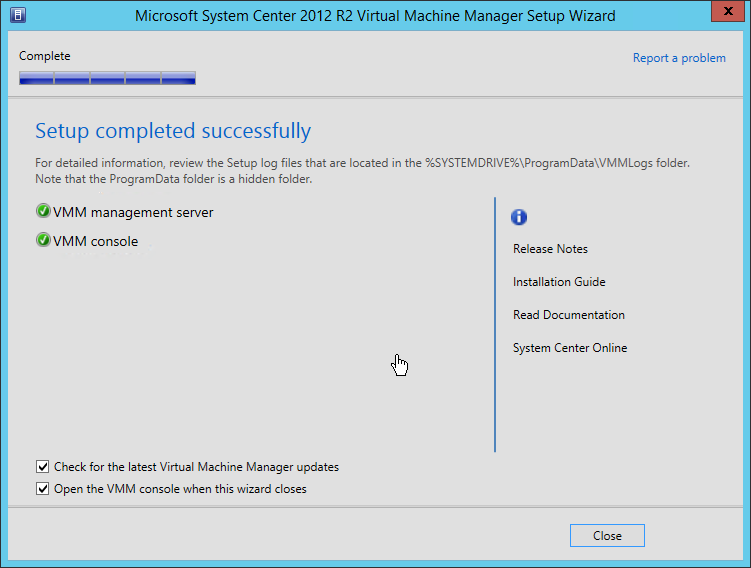 Microsoft System Center 2012 R2 Virtual Machine Manager Setup Wizard
x
Complete
Report a problem
Setup completed successfully
For detailed information, review the Setup log files that are located in the %SYSTEMDRIVE%\ProgramData\VMMLogs folder.
Note that the ProgramData folder is a hidden folder.
VMM management server
VMM console
Release Notes
Installation Guide
Read Documentation
System Center Online
Check for the latest Virtual Machine Manager updates
Open the VMM console when this wizard closes
Close